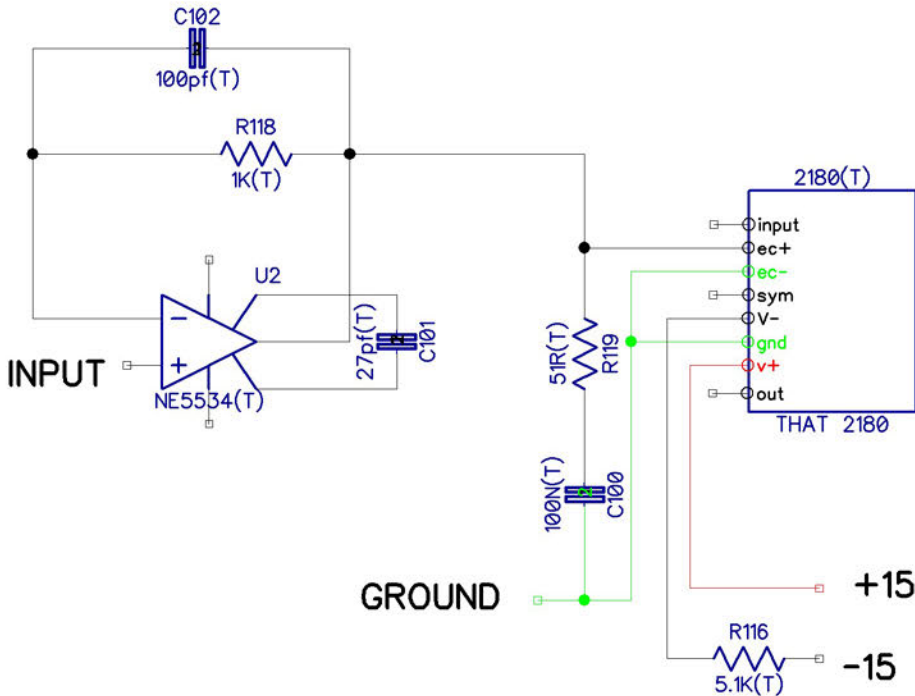 C102
100pf(T)
R118
1K(T)
2180(T)
input
ec+
ec-
sym
V-
gnd
v+
out
THAT 2180
U2
-
+
INPUT
NE5534(T)
27pf(T)
C101
51R(T)
R119
100N(T)
C100
GROUND
+15
R116
-15
5.1K(T)